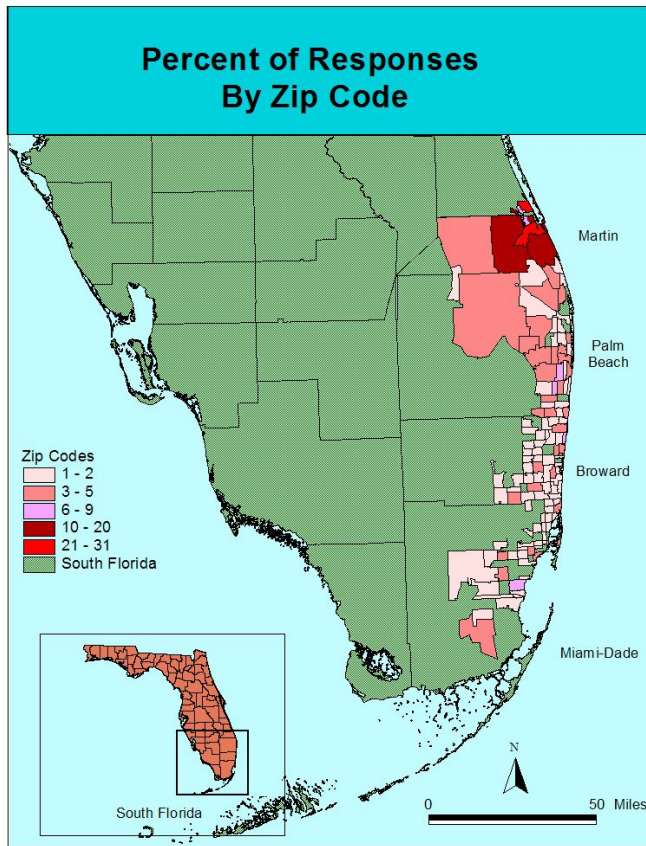 Percent of Responses
By Zip Code
Martin
Palm
Beach
Broward
Miami-Dade
Zip Codes
1 - 2
3 - 5
6 - 9
10 - 20
21 - 31
South Florida
South Florida
N
0 50 Miles